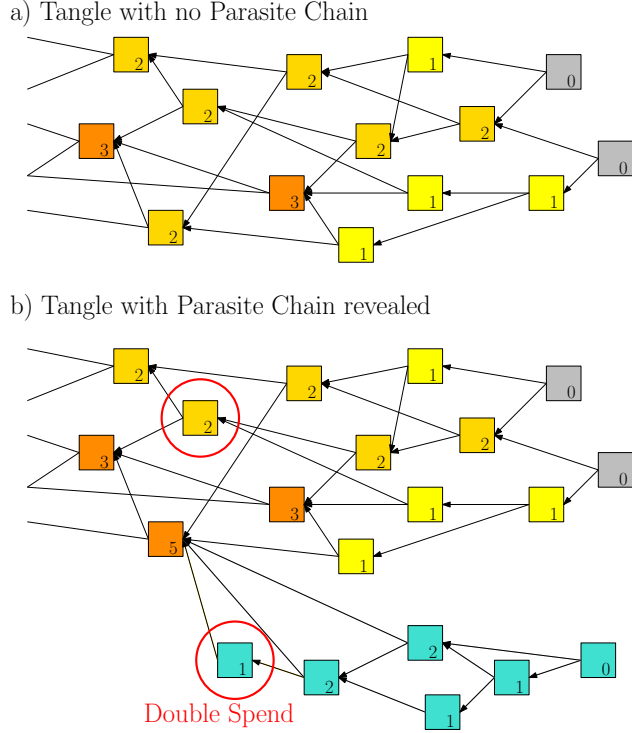 a) Tangle with no Parasite Chain
2 2 1 0
2 2 2
3 0
3 1 1
2 1
b) Tangle with Parasite Chain revealed
2 2 1 0
2 2
3 2 0
3 1 1
5 1
2
1 2 1 0
1
Double Spend